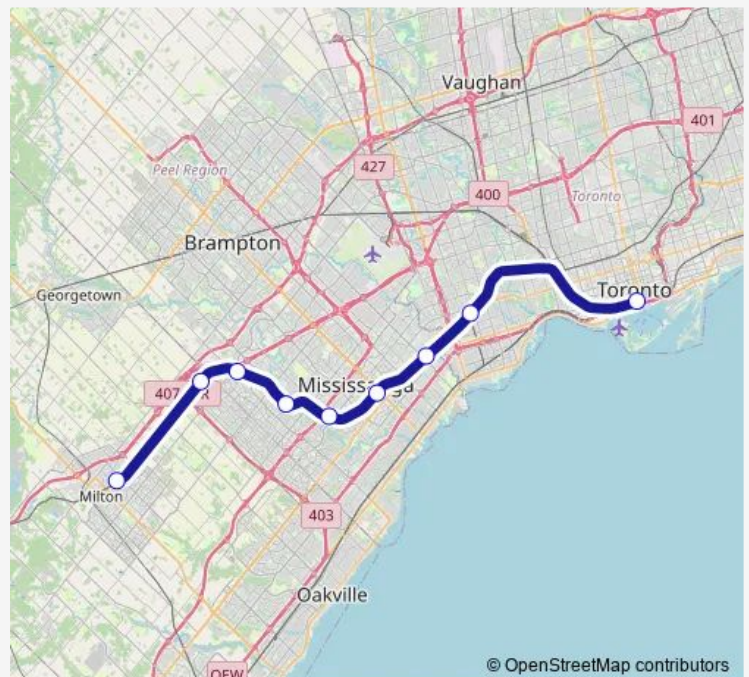 Vaughan
401
427
Peel Region
400
Toronto
Brampton
Georgetown
Toronto
Mississauga
407
Milton
403
Oakville
QEW
© OpenStreetMap contributors